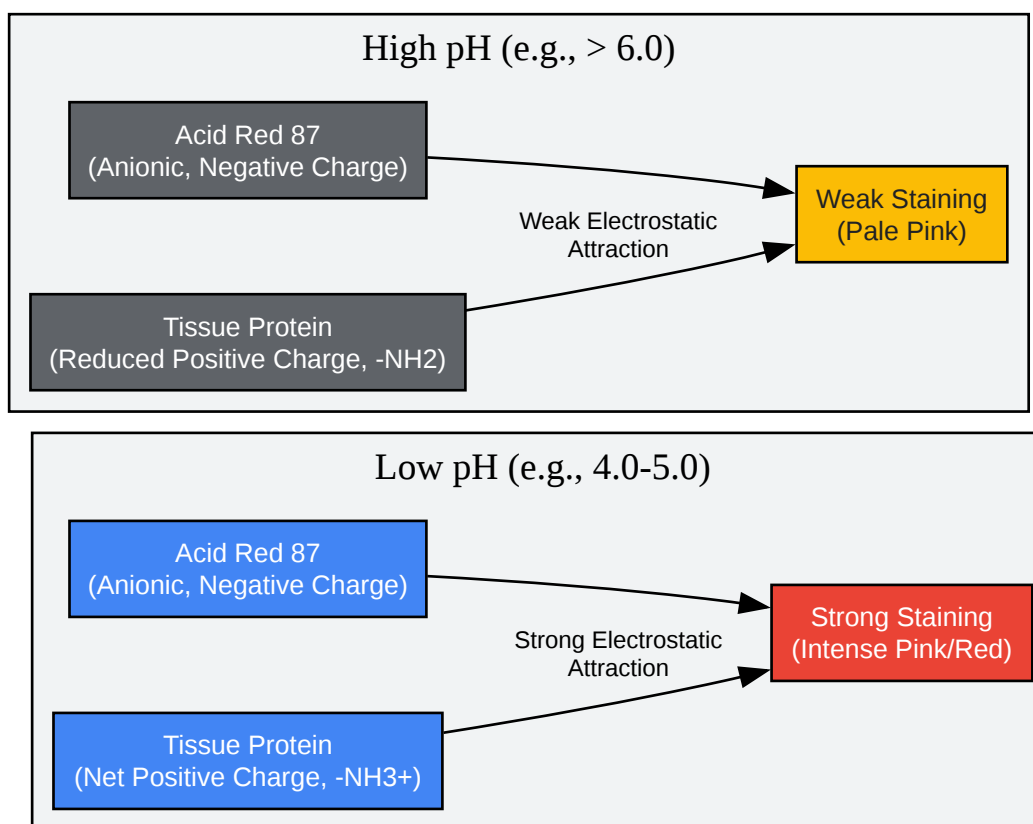 High pH (e.g., > 6.0)
Acid Red 87
(Anionic, Negative Charge)
Weak Electrostatic
Attraction
Weak Staining
(Pale Pink)
Tissue Protein
(Reduced Positive Charge, -NH2)
Low pH (e.g., 4.0-5.0)
Acid Red 87
(Anionic, Negative Charge)
Strong Electrostatic
Attraction
Strong Staining
(Intense Pink/Red)
Tissue Protein
(Net Positive Charge, -NH3+)